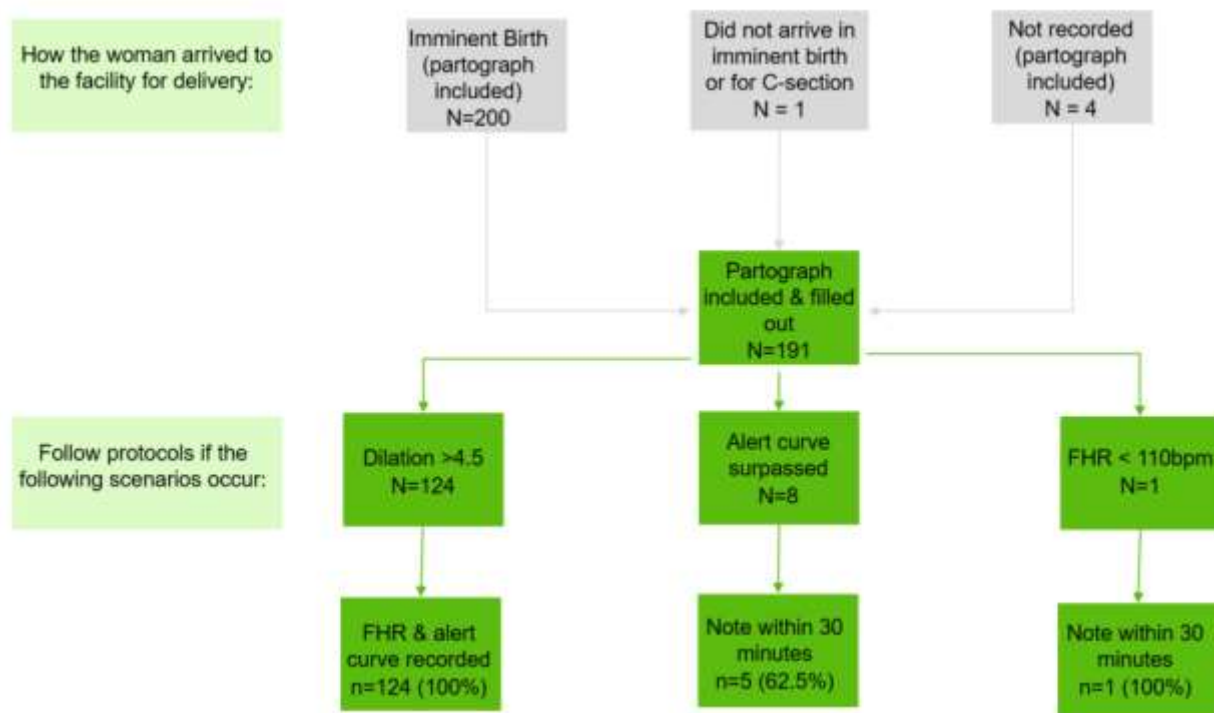 How the woman arrived to
the facility for delivery:
Imminent Birth
(partograph
included)
N=200
Did not arrive in
imminent birth
or for C-section
N = 1
Not recorded
(partograph
included)
N = 4
Partograph
included & filled
out
N=191
Follow protocols if the
following scenarios occur:
Dilation >4.5
N=124
Alert curve
surpassed
N=8
FHR < 110bpm
N=1
FHR & alert
curve recorded
n=124 (100%)
Note within 30
minutes
n=5 (62.5%)
Note within 30
minutes
n=1 (100%)